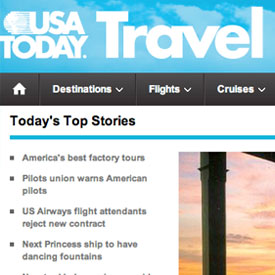 USA
TODAY.
Travel
Destinations Flights Cruises
Today's Top Stories
America's best factory tours
Pilots union warns American
pilots
US Airways flight attendants
reject new contract
Next Princess ship to have
dancing fountains